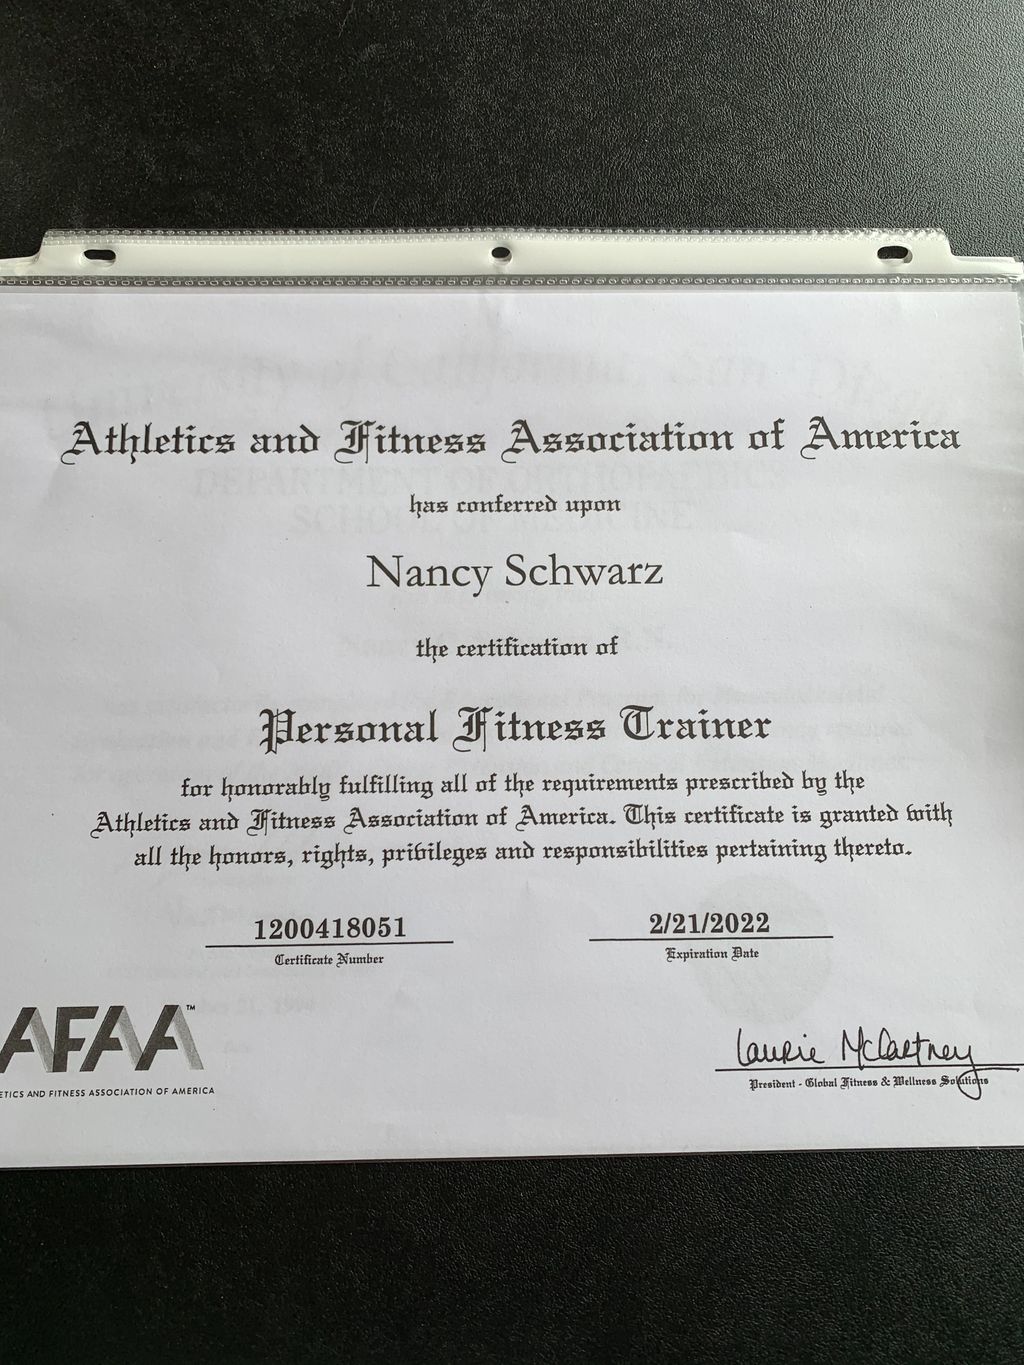 Athletics and Fitness Association of America
has conferred upon
Nancy Schwarz
the certification of
Personal Fitness Trainer
for honorably fulfilling all of the requirements prescribed by the
Athletics and Fitness Association of America. This certificate is granted with
all the honors, rights, privileges and responsibilities pertaining thereto.
1200418051
Certificate Number
2/21/2022
Expiration Date
AFAA™
ETICS AND FITNESS ASSOCIATION OF AMERICA
Laurie McCartney
President - Global Fitness & Wellness Solutions